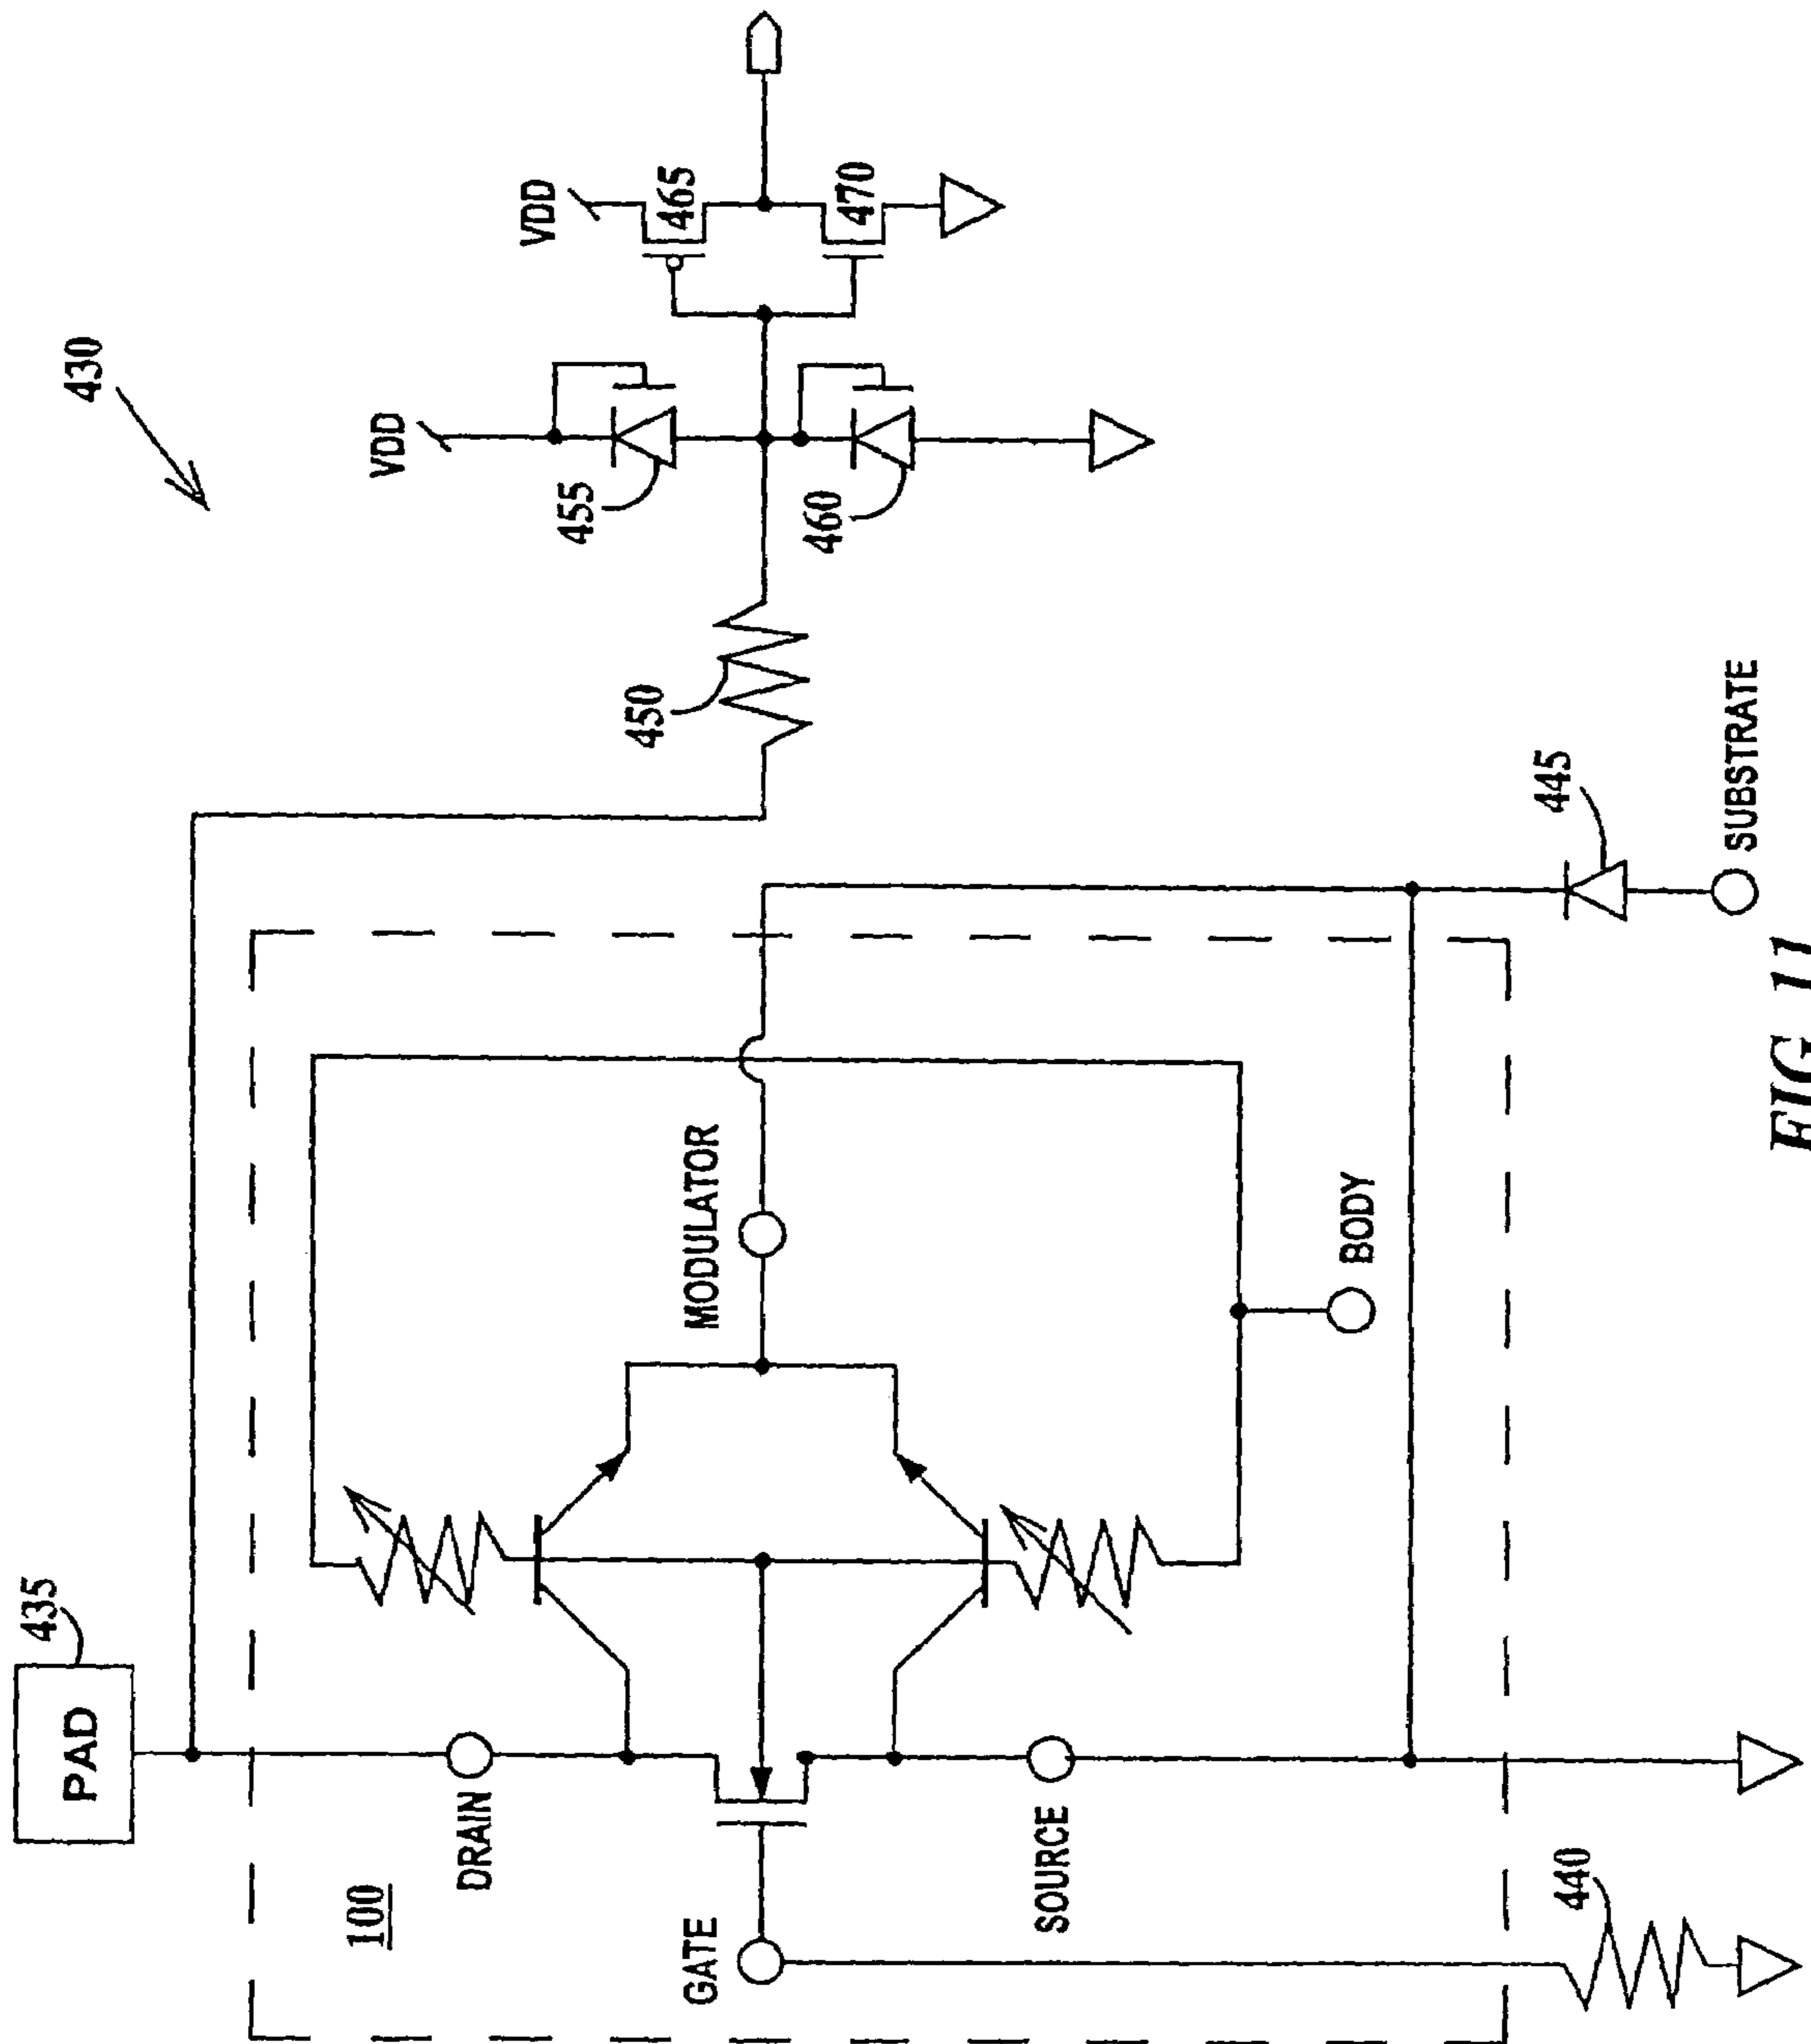 430
PAD
435
100
DRAIN
GATE
SOURCE
440
MODULATOR
BODY
SUBSTRATE
445
450
VDD
455
460
VDD
465
470
FIG. 11